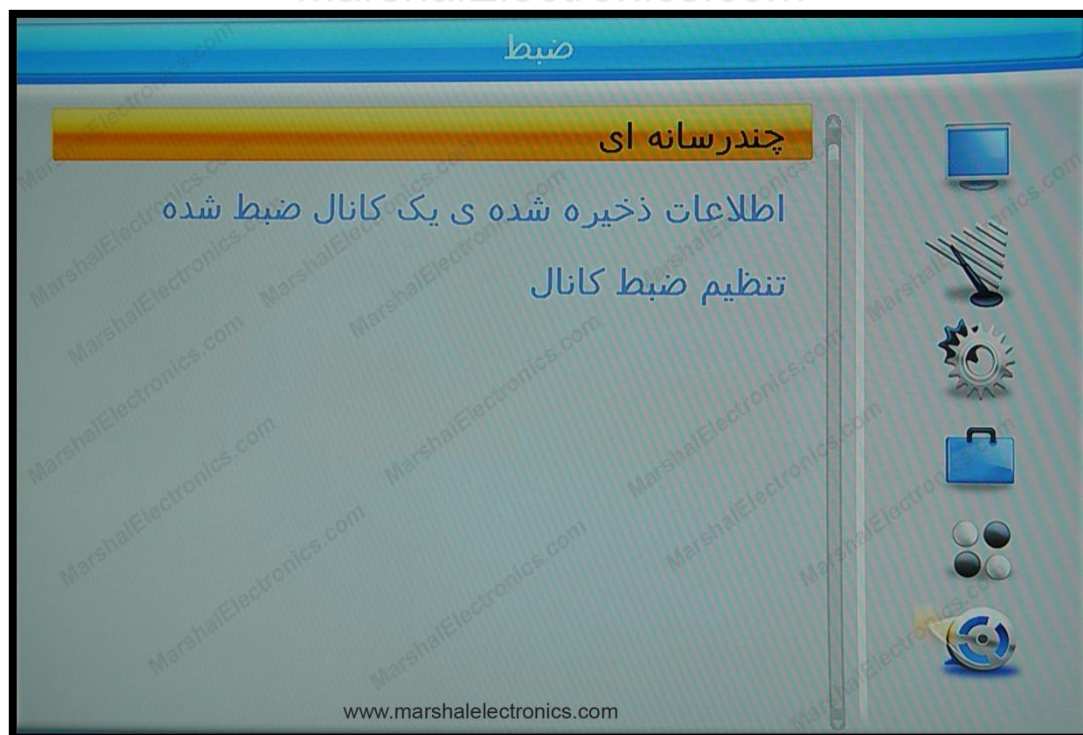 MarshalElectronics.com
ضبط
چندرسانه ای
اطلاعات ذخیره شده ی یک کانال ضبط شده
تنظیم ضبط کانال
www.marshalelectronics.com